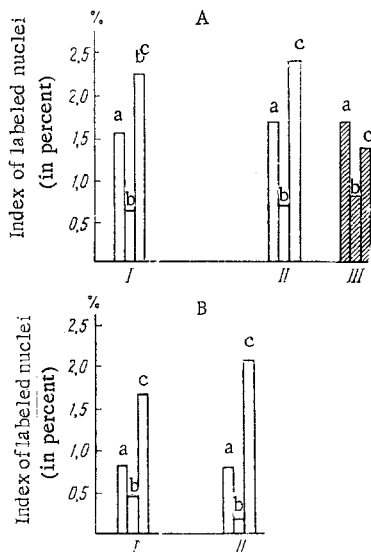 A
%
Index of labeled nuclei
(in percent)
2,5
2,0
1,5
1,0
0,5
a
b
b
c
a
b
c
a
b
c
I
II
III
B
%
Index of labeled nuclei
(in percent)
2,5
2,0
1,5
1,0
0,5
a
b
c
a
b
c
I
II